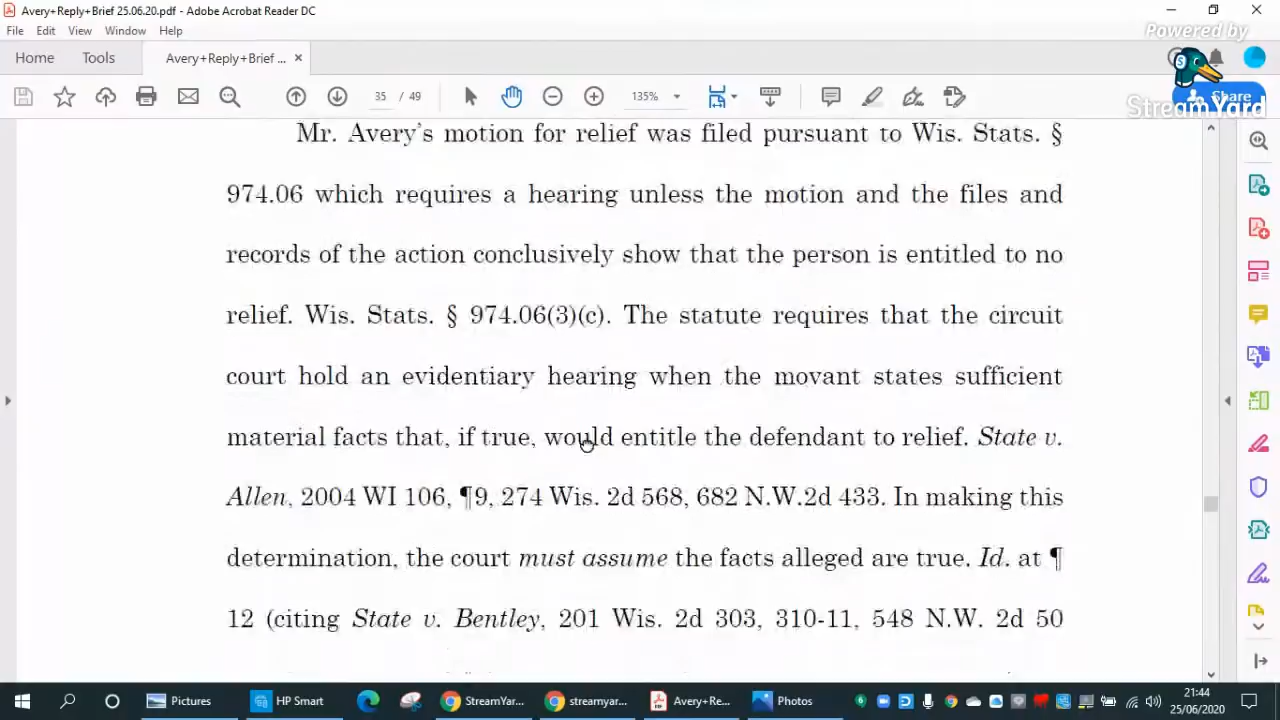 Avery+Reply+Brief 25.06.20.pdf - Adobe Acrobat Reader DC
File Edit View Window Help
Powered by
Home Tools Avery+Reply+Brief ... ×
StreamYard
Share
35 / 49 135%
Mr. Avery's motion for relief was filed pursuant to Wis. Stats. §
974.06 which requires a hearing unless the motion and the files and
records of the action conclusively show that the person is entitled to no
relief. Wis. Stats. § 974.06(3)(c). The statute requires that the circuit
court hold an evidentiary hearing when the movant states sufficient
material facts that, if true, would entitle the defendant to relief. State v.
Allen, 2004 WI 106, ¶9, 274 Wis. 2d 568, 682 N.W.2d 433. In making this
determination, the court must assume the facts alleged are true. Id. at ¶
12 (citing State v. Bentley, 201 Wis. 2d 303, 310-11, 548 N.W. 2d 50
Pictures HP Smart StreamYar... streamyar... Avery+Re... Photos
21:44
25/06/2020